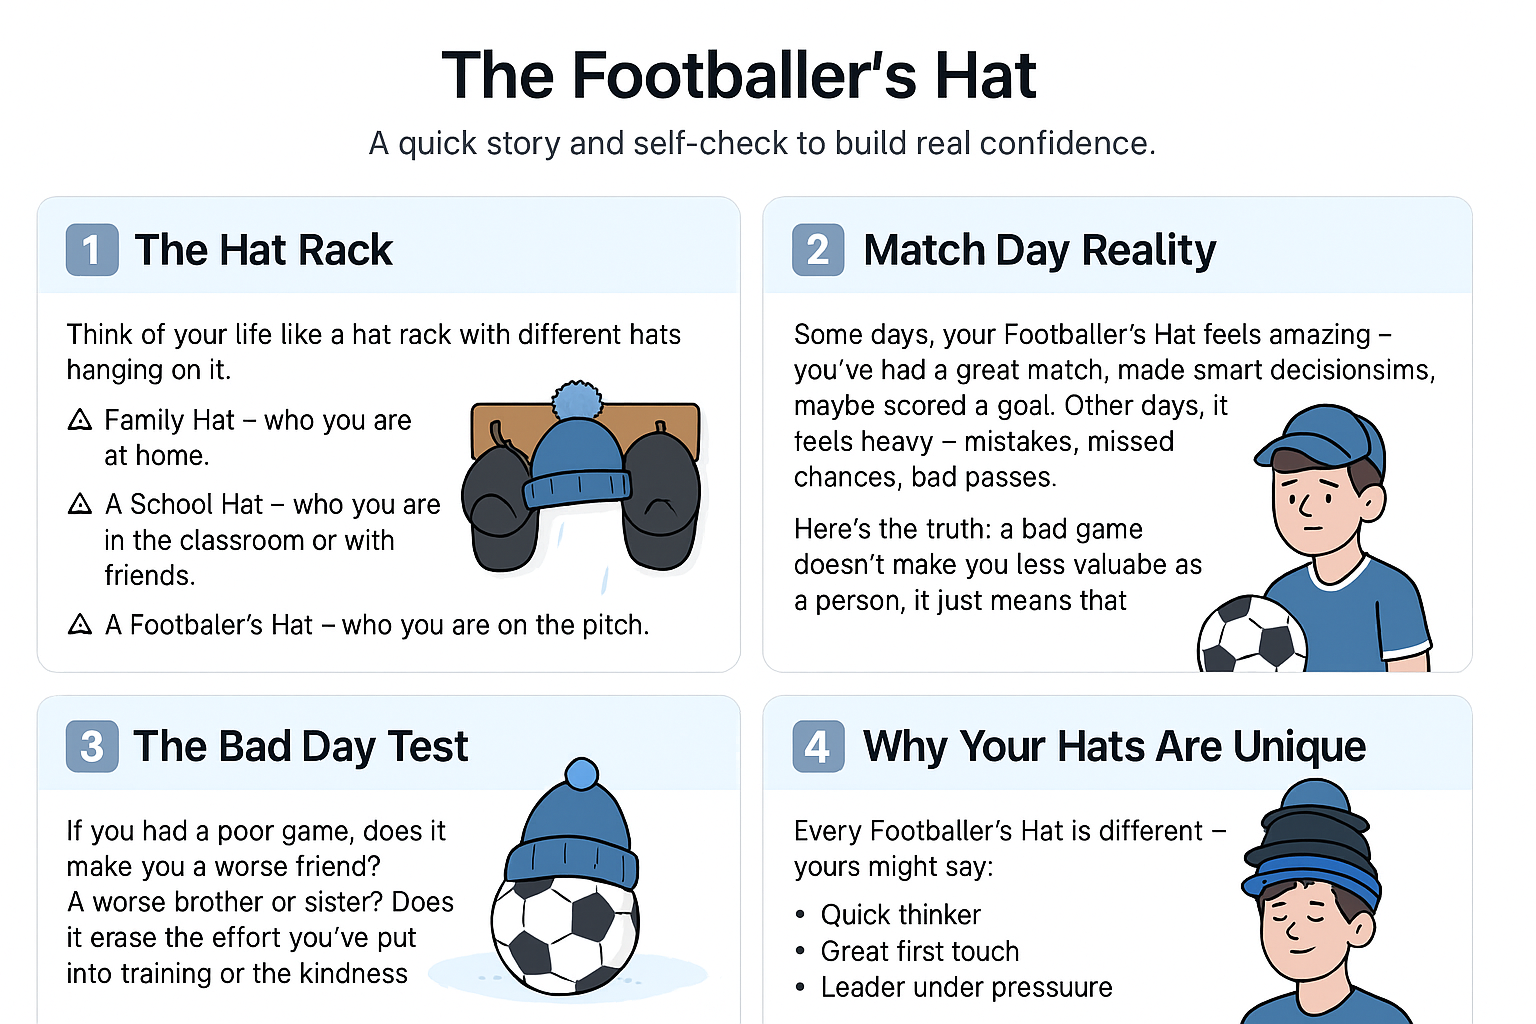 The Footballer's Hat
A quick story and self-check to build real confidence.
1 The Hat Rack
Think of your life like a hat rack with different hats
hanging on it.
Family Hat – who you are
at home.
A School Hat – who you are
in the classroom or with
friends.
A Footbaler's Hat – who you are on the pitch.
2 Match Day Reality
Some days, your Footballer's Hat feels amazing –
you've had a great match, made smart decisionsims,
maybe scored a goal. Other days, it
feels heavy – mistakes, missed
chances, bad passes.
Here's the truth: a bad game
doesn't make you less valuabe as
a person, it just means that
3 The Bad Day Test
If you had a poor game, does it
make you a worse friend?
A worse brother or sister? Does
it erase the effort you've put
into training or the kindness
4 Why Your Hats Are Unique
Every Footballer's Hat is different –
yours might say:
• Quick thinker
• Great first touch
• Leader under pressuure